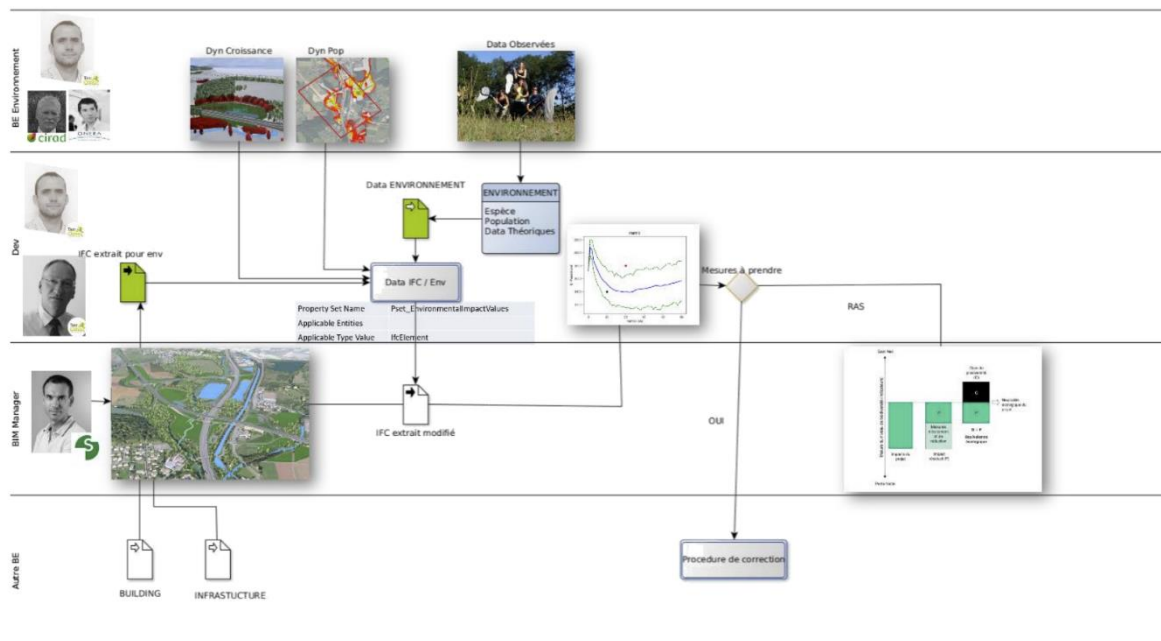 BE Environnement
Dyn Croissance
Dyn Pop
Data Observées
cirad
ONERA
Dev
Data ENVIRONNEMENT
ENVIRONNEMENT
Espèce
Population
Data Théoriques
IFC extrait pour env
Data IFC / Env
Mesures à prendre
RAS
Property Set Name
Pset_EnvironmentalImpactValues
Applicable Entities
Applicable Type Value
IfcElement
BIM Manager
IFC extrait modifié
OUI
Autre BE
BUILDING
INFRASTUCTURE
Procedure de correction